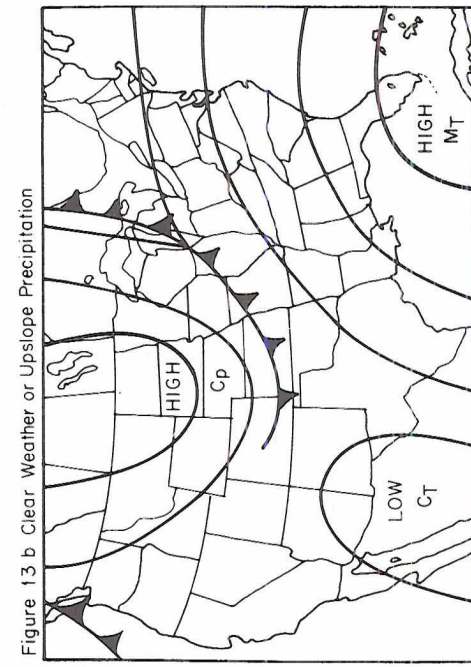 Figure 13 b Clear Weather or Upslope Precipitation
HIGH
Cp
LOW
CT
HIGH
MT